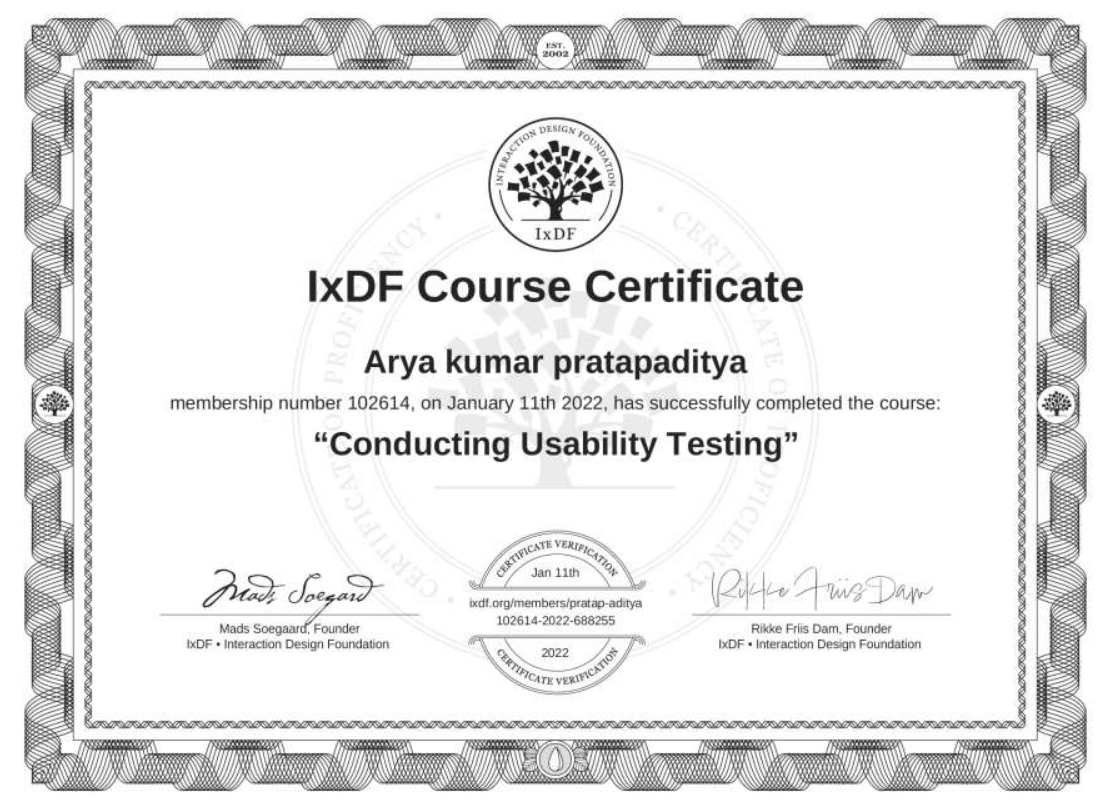 EST.
2002
INTERACTION DESIGN FOUNDATION
IxDF
CERTIFICATE OF PROFICIENCY • CERTIFICATE OF PROFICIENCY •
IxDF Course Certificate
Arya kumar pratapaditya
membership number 102614, on January 11th 2022, has successfully completed the course:
“Conducting Usability Testing”
Mads Soegaard
Mads Soegaard, Founder
IxDF • Interaction Design Foundation
CERTIFICATE VERIFICATION
Jan 11th
ixdf.org/members/pratap-aditya
102614-2022-688255
2022
CERTIFICATE VERIFICATION
Rikke Friis Dam
Rikke Friis Dam, Founder
IxDF • Interaction Design Foundation